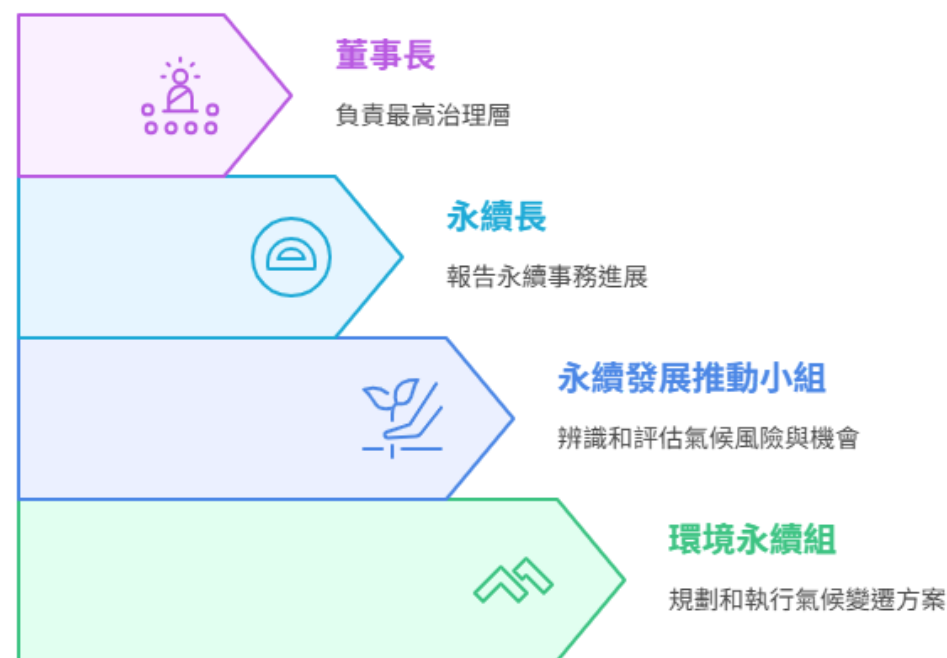 董事長
負責最高治理層
永續長
報告永續事務進展
永續發展推動小組
辨識和評估氣候風險與機會
環境永續組
規劃和執行氣候變遷方案